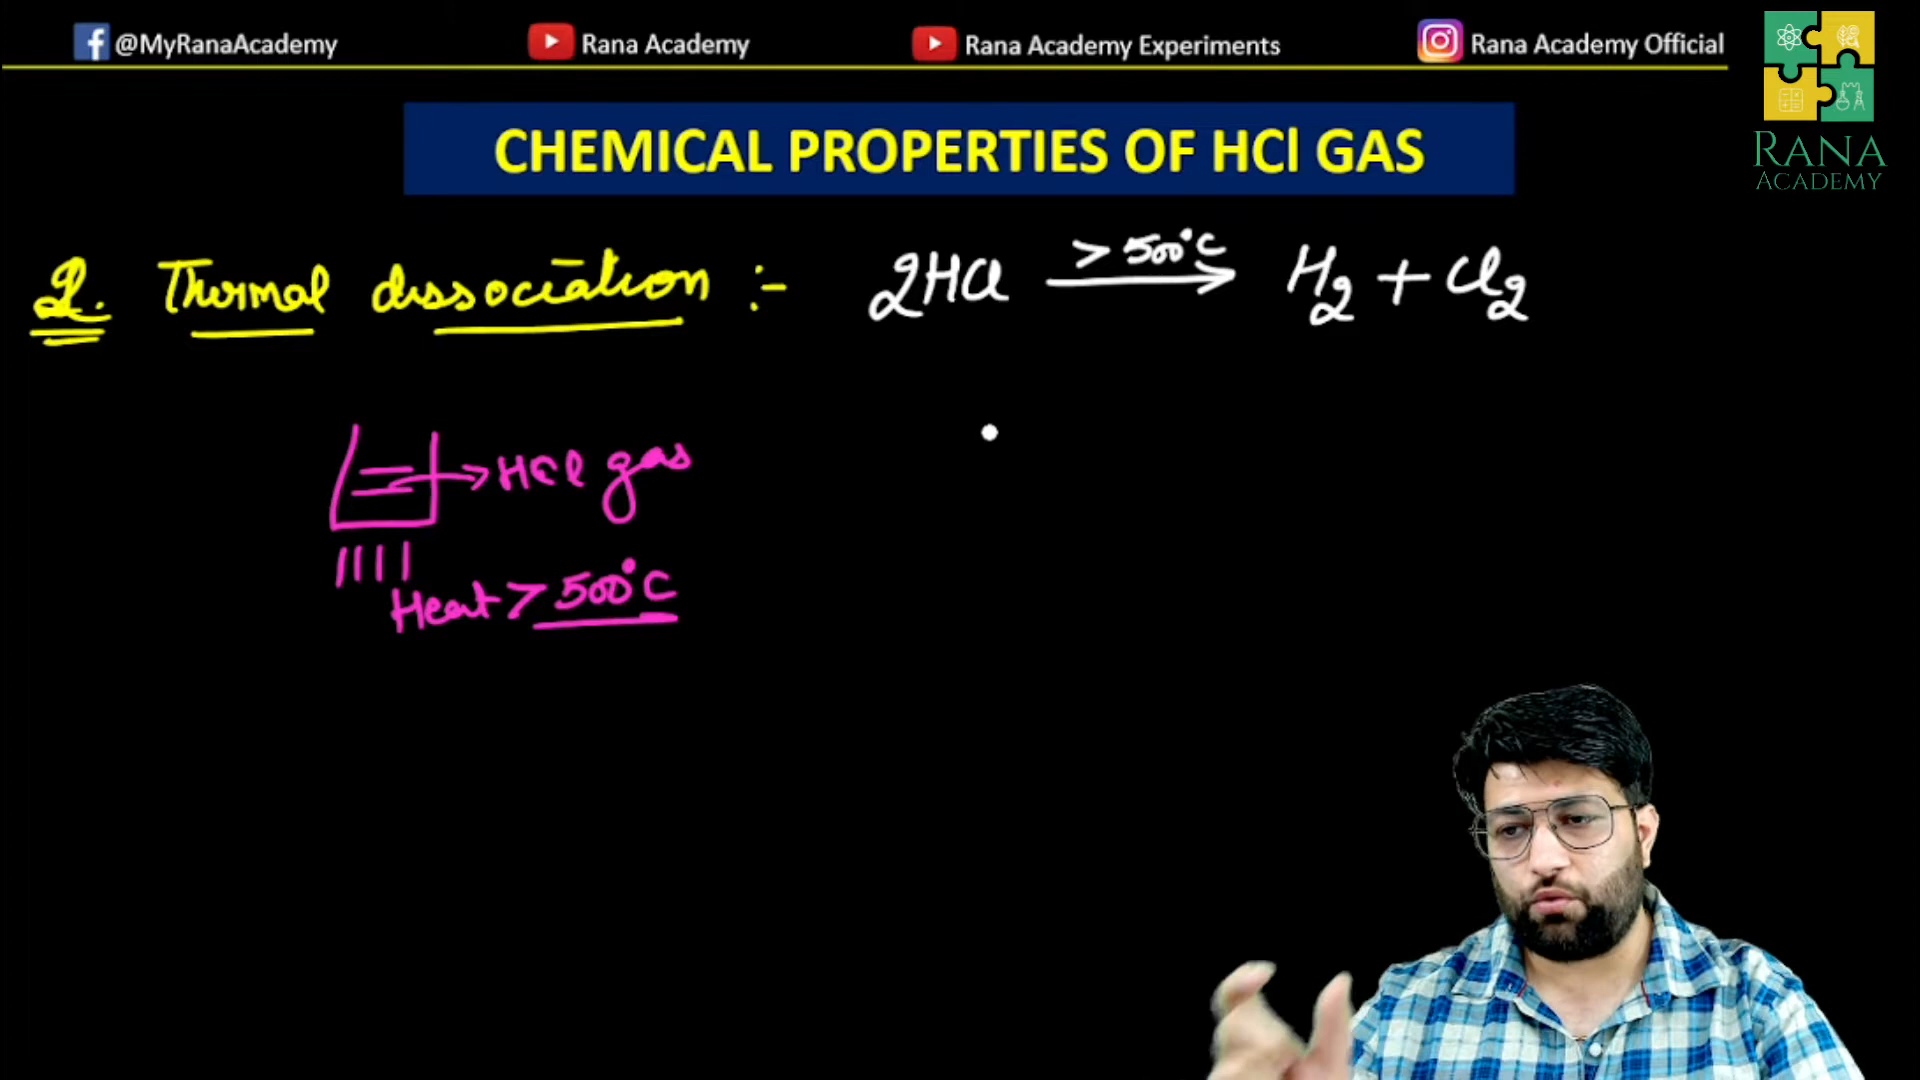 @MyRanaAcademy
Rana Academy
Rana Academy Experiments
Rana Academy Official
RANA
ACADEMY
CHEMICAL PROPERTIES OF HCl GAS
2. Thermal dissociation :- 2HCl >500°C → H₂ + Cl₂
→HCl gas
Heat > 500°C